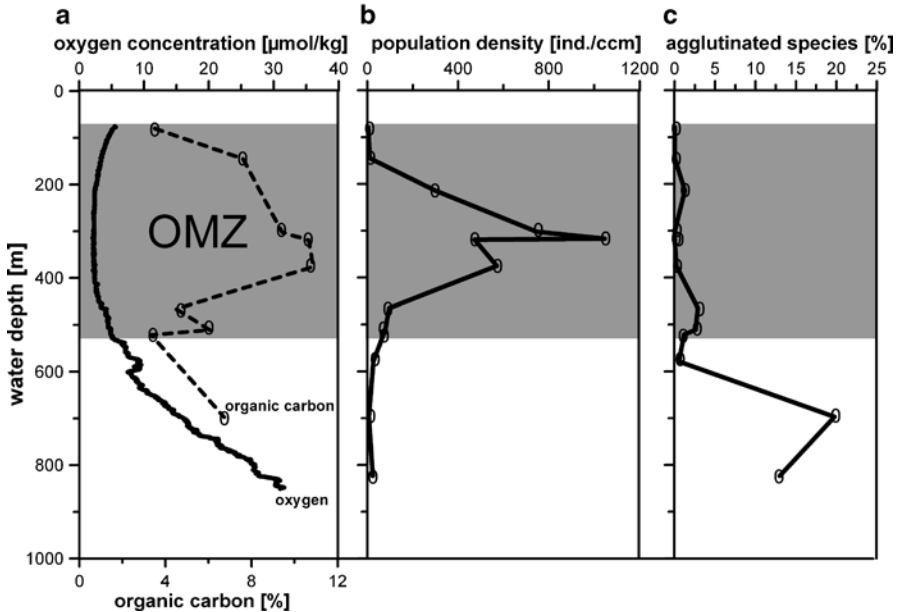 a
oxygen concentration [µmol/kg]
0 10 20 30 40
b
population density [ind./ccm]
0 400 800 1200
c
agglutinated species [%]
0 5 10 15 20 25
water depth [m]
0
200
400
600
800
1000
OMZ
organic carbon
oxygen
0 4 8 12
organic carbon [%]